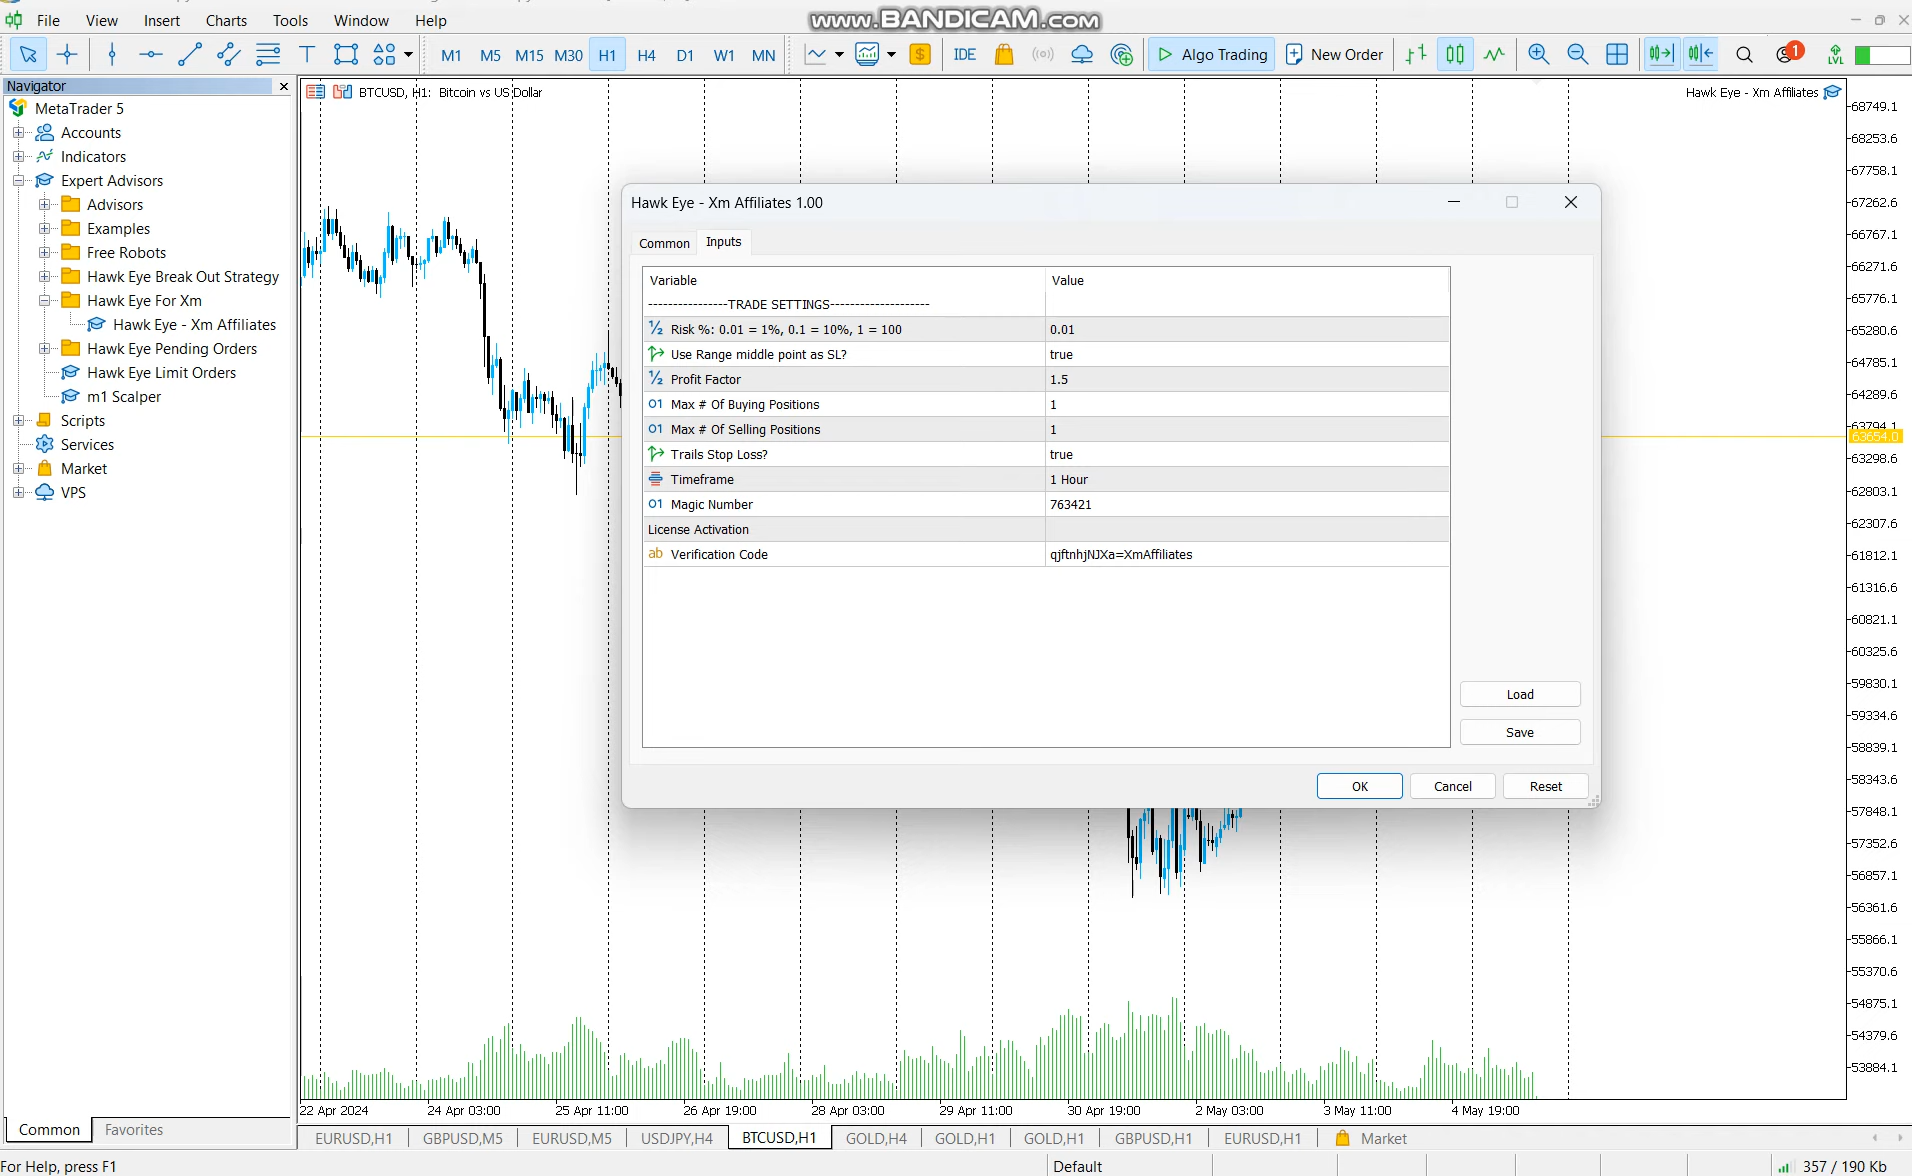 File View Insert Charts Tools Window Help
www.BANDICAM.com
M1 M5 M15 M30 H1 H4 D1 W1 MN
IDE
Algo Trading
New Order
1
LVL
Navigator
MetaTrader 5
Accounts
Indicators
Expert Advisors
Advisors
Examples
Free Robots
Hawk Eye Break Out Strategy
Hawk Eye For Xm
Hawk Eye - Xm Affiliates
Hawk Eye Pending Orders
Hawk Eye Limit Orders
m1 Scalper
Scripts
Services
Market
VPS
Common Favorites
BTCUSD, H1: Bitcoin vs US Dollar
Hawk Eye - Xm Affiliates
Hawk Eye - Xm Affiliates 1.00
Common Inputs
Variable Value
----------------TRADE SETTINGS--------------------
Risk %: 0.01 = 1%, 0.1 = 10%, 1 = 100 0.01
Use Range middle point as SL? true
Profit Factor 1.5
Max # Of Buying Positions 1
Max # Of Selling Positions 1
Trails Stop Loss? true
Timeframe 1 Hour
Magic Number 763421
License Activation
Verification Code qjftnhjNJXa=XmAffiliates
Load
Save
OK Cancel Reset
68749.1
68253.6
67758.1
67262.6
66767.1
66271.6
65776.1
65280.6
64785.1
64289.6
63794.1
63654.0
63298.6
62803.1
62307.6
61812.1
61316.6
60821.1
60325.6
59830.1
59334.6
58839.1
58343.6
57848.1
57352.6
56857.1
56361.6
55866.1
55370.6
54875.1
54379.6
53884.1
22 Apr 2024 24 Apr 03:00 25 Apr 11:00 26 Apr 19:00 28 Apr 03:00 29 Apr 11:00 30 Apr 19:00 2 May 03:00 3 May 11:00 4 May 19:00
EURUSD,H1 GBPUSD,M5 EURUSD,M5 USDJPY,H4 BTCUSD,H1 GOLD,H4 GOLD,H1 GOLD,H1 GBPUSD,H1 EURUSD,H1 Market
For Help, press F1
Default
357 / 190 Kb